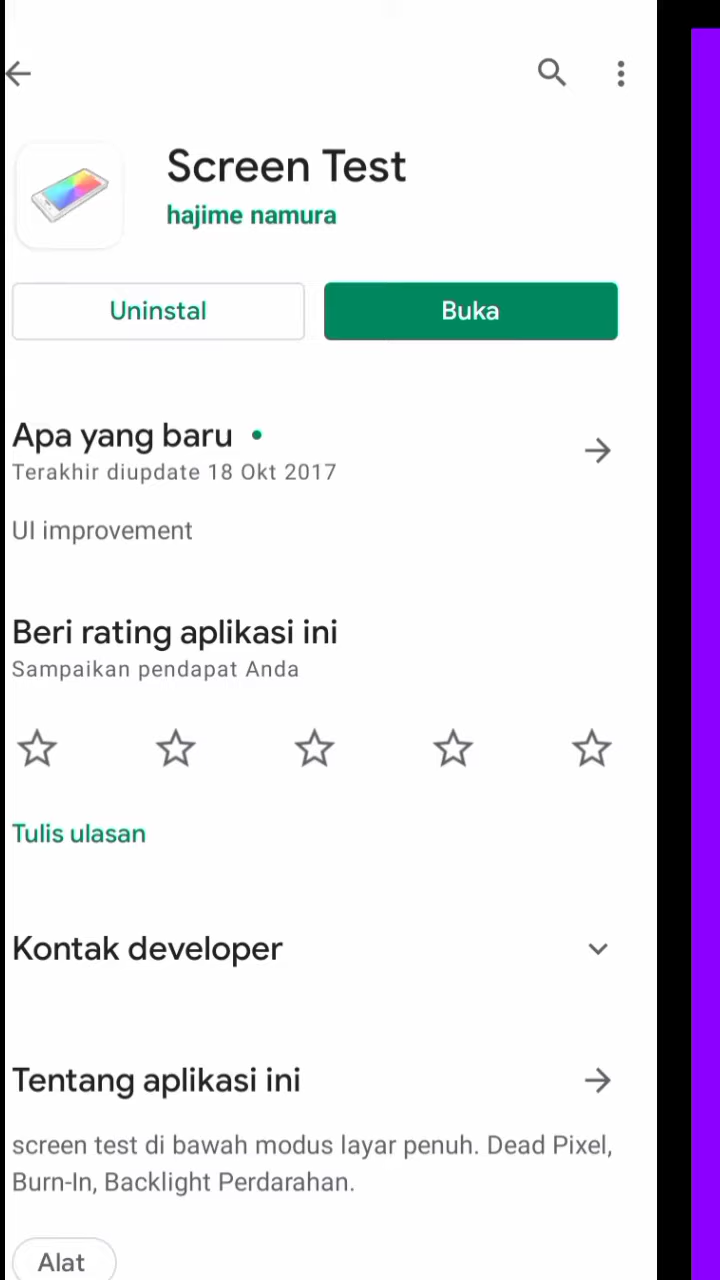 Screen Test
hajime namura
Uninstal
Buka
Apa yang baru
Terakhir diupdate 18 Okt 2017
UI improvement
Beri rating aplikasi ini
Sampaikan pendapat Anda
Tulis ulasan
Kontak developer
Tentang aplikasi ini
screen test di bawah modus layar penuh. Dead Pixel,
Burn-In, Backlight Perdarahan.
Alat